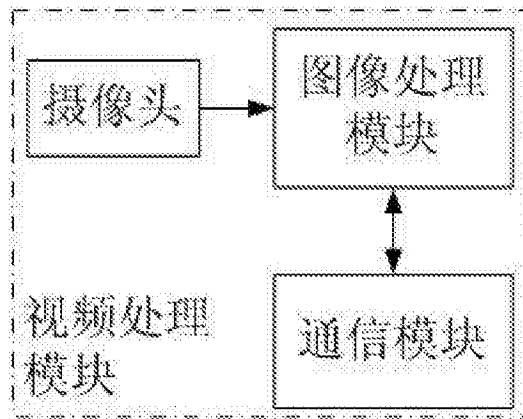 摄像头
图像处理
模块
视频处理
模块
通信模块